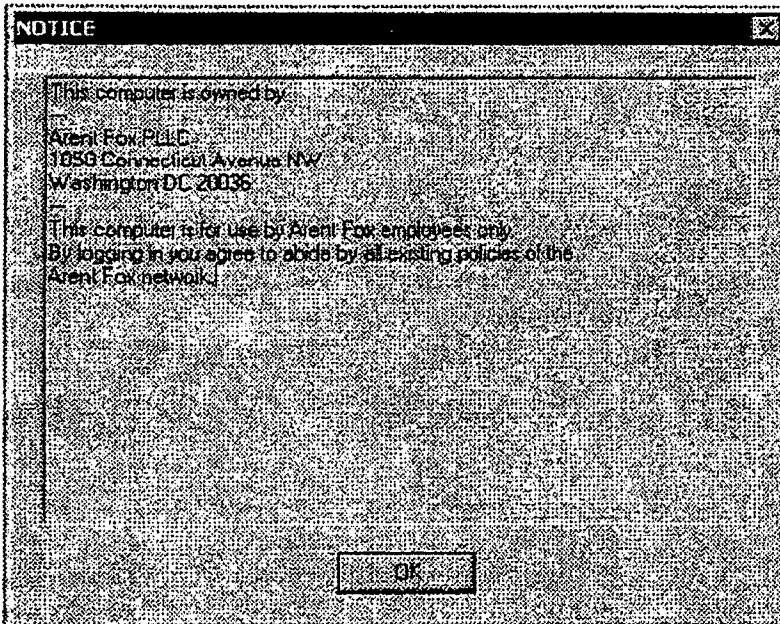 NOTICE
This computer is owned by
---
Arent Fox PLLC
1050 Connecticut Avenue NW
Washington DC 20036
---
This computer is for use by Arent Fox employees only.
By logging in you agree to abide by all existing policies of the
Arent Fox network.
OK